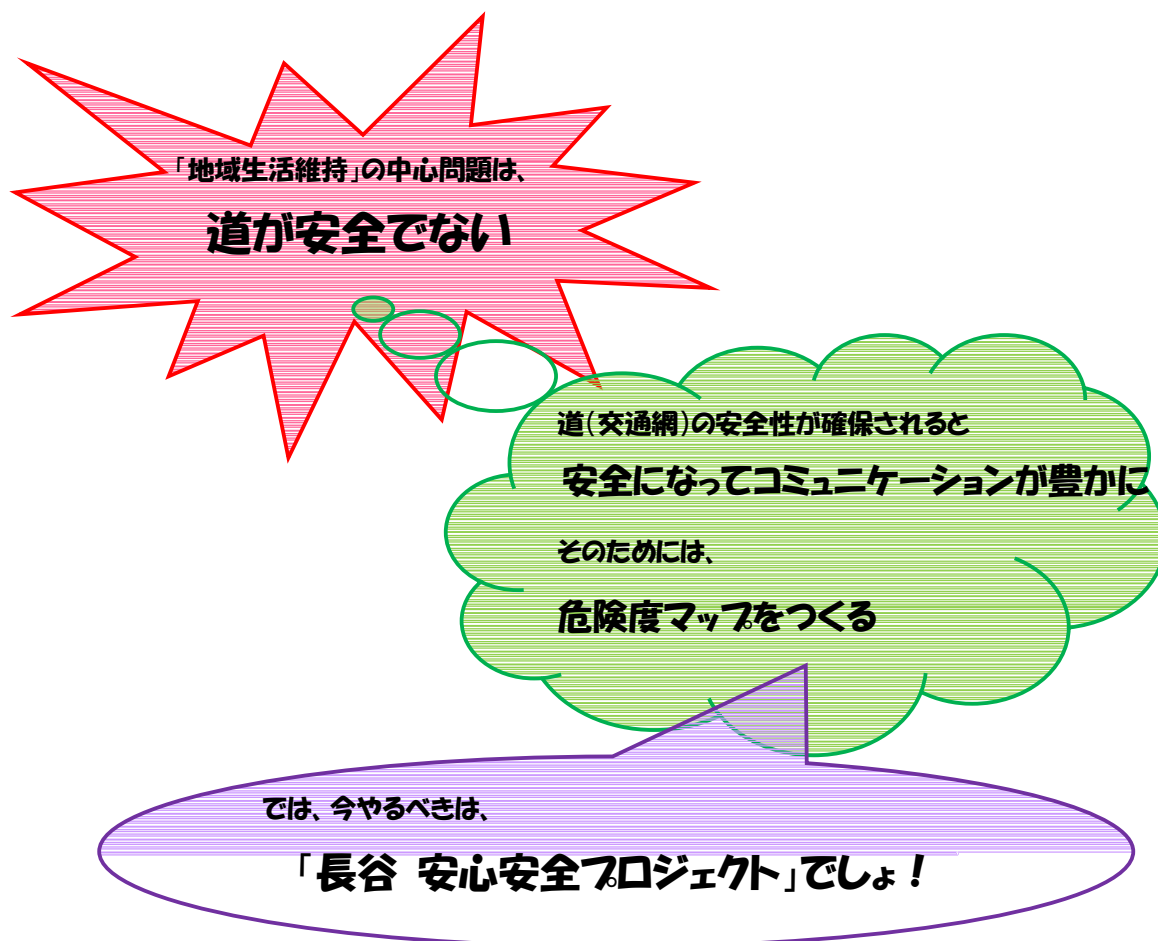 「地域生活維持」の中心問題は、
道が安全でない
道(交通網)の安全性が確保されると
安全になってコミュニケーションが豊かに
そのためには、
危険度マップをつくる
では、今やるべきは、
「長谷 安心安全プロジェクト」でしょ！